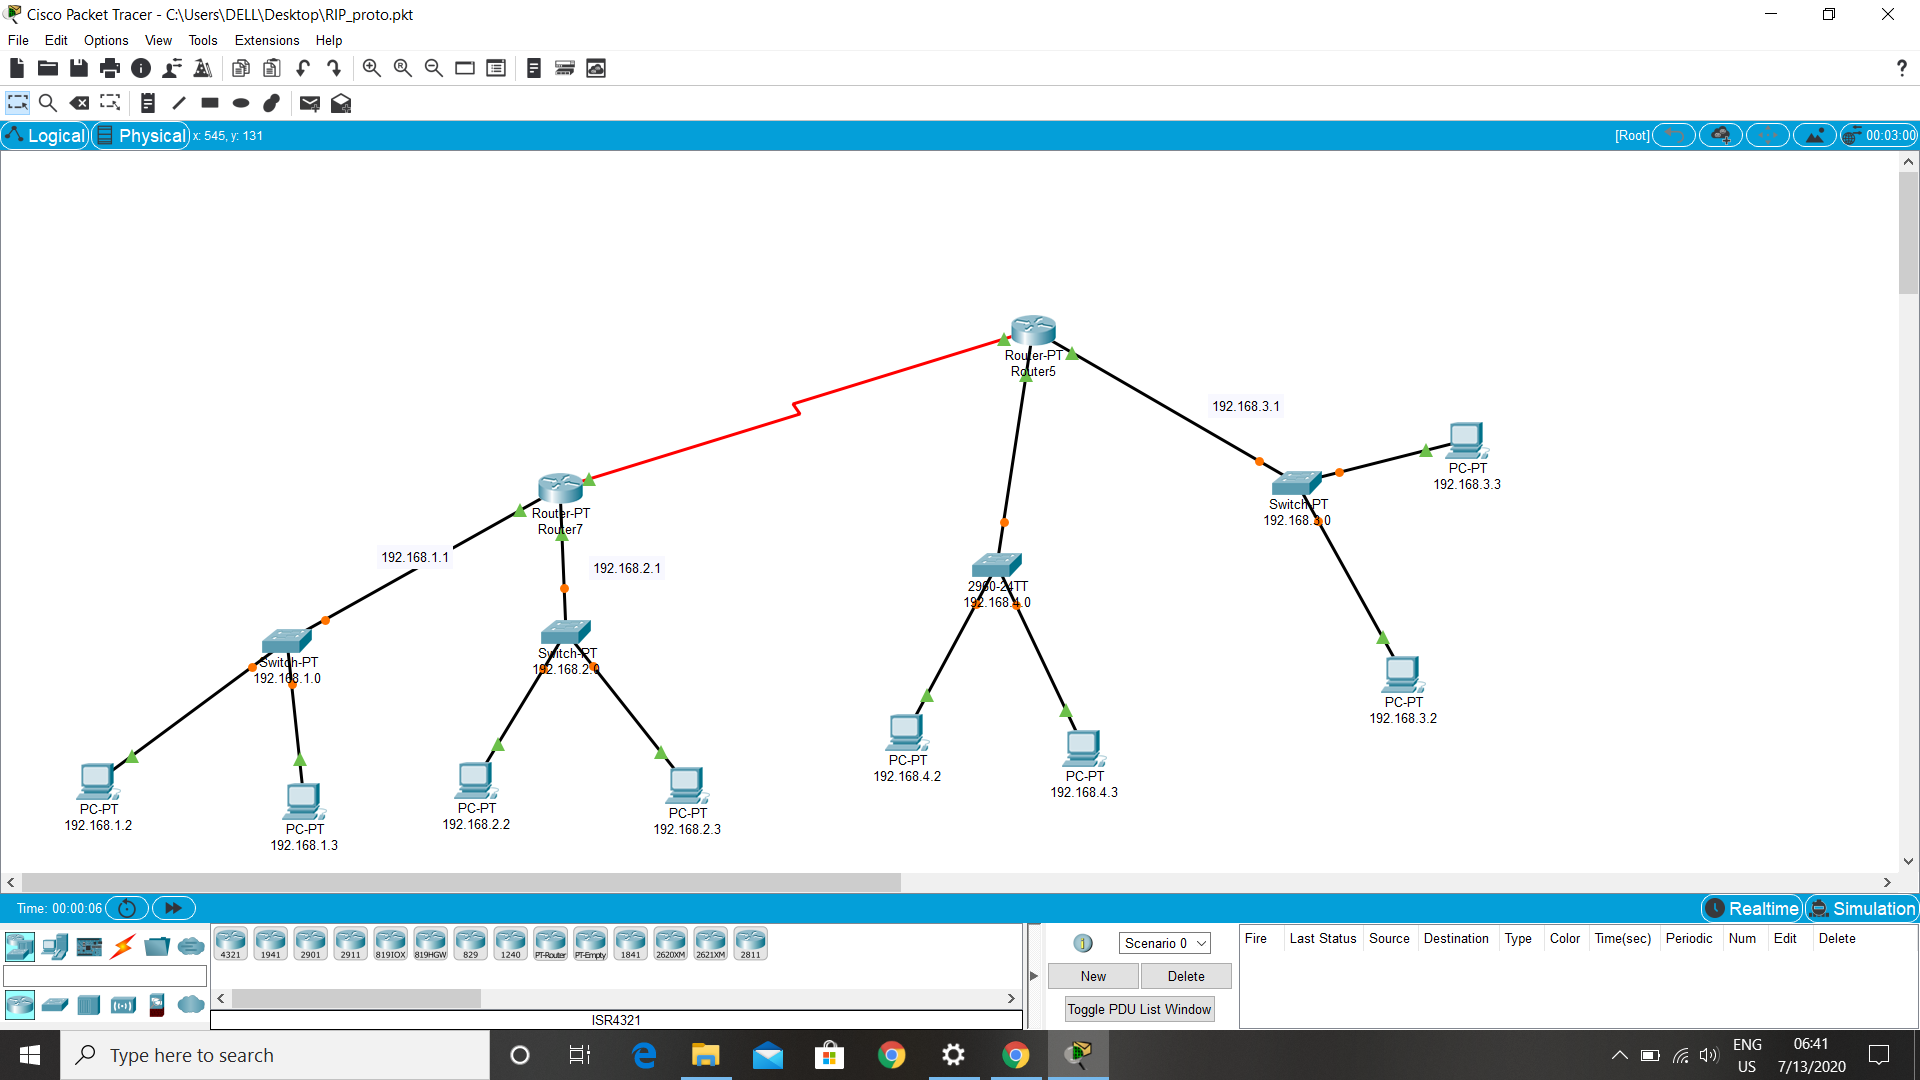 Cisco Packet Tracer - C:\Users\DELL\Desktop\RIP_proto.pkt
File Edit Options View Tools Extensions Help
Logical Physical x: 545, y: 131
[Root] 00:03:00
Router-PT
Router5
192.168.3.1
PC-PT
192.168.3.3
Switch-PT
192.168.3.0
Router-PT
Router7
192.168.1.1
192.168.2.1
2960-24TT
192.168.4.0
Switch-PT
192.168.1.0
Switch-PT
192.168.2.0
PC-PT
192.168.3.2
PC-PT
192.168.4.2
PC-PT
192.168.4.3
PC-PT
192.168.1.2
PC-PT
192.168.1.3
PC-PT
192.168.2.2
PC-PT
192.168.2.3
Time: 00:00:06
Realtime Simulation
4321 1941 2901 2911 819IOX 819HGW 829 1240 PT-Router PT-Empty 1841 2620XM 2621XM 2811
ISR4321
Scenario 0
New Delete
Toggle PDU List Window
Fire Last Status Source Destination Type Color Time(sec) Periodic Num Edit Delete
Type here to search
ENG
US
06:41
7/13/2020